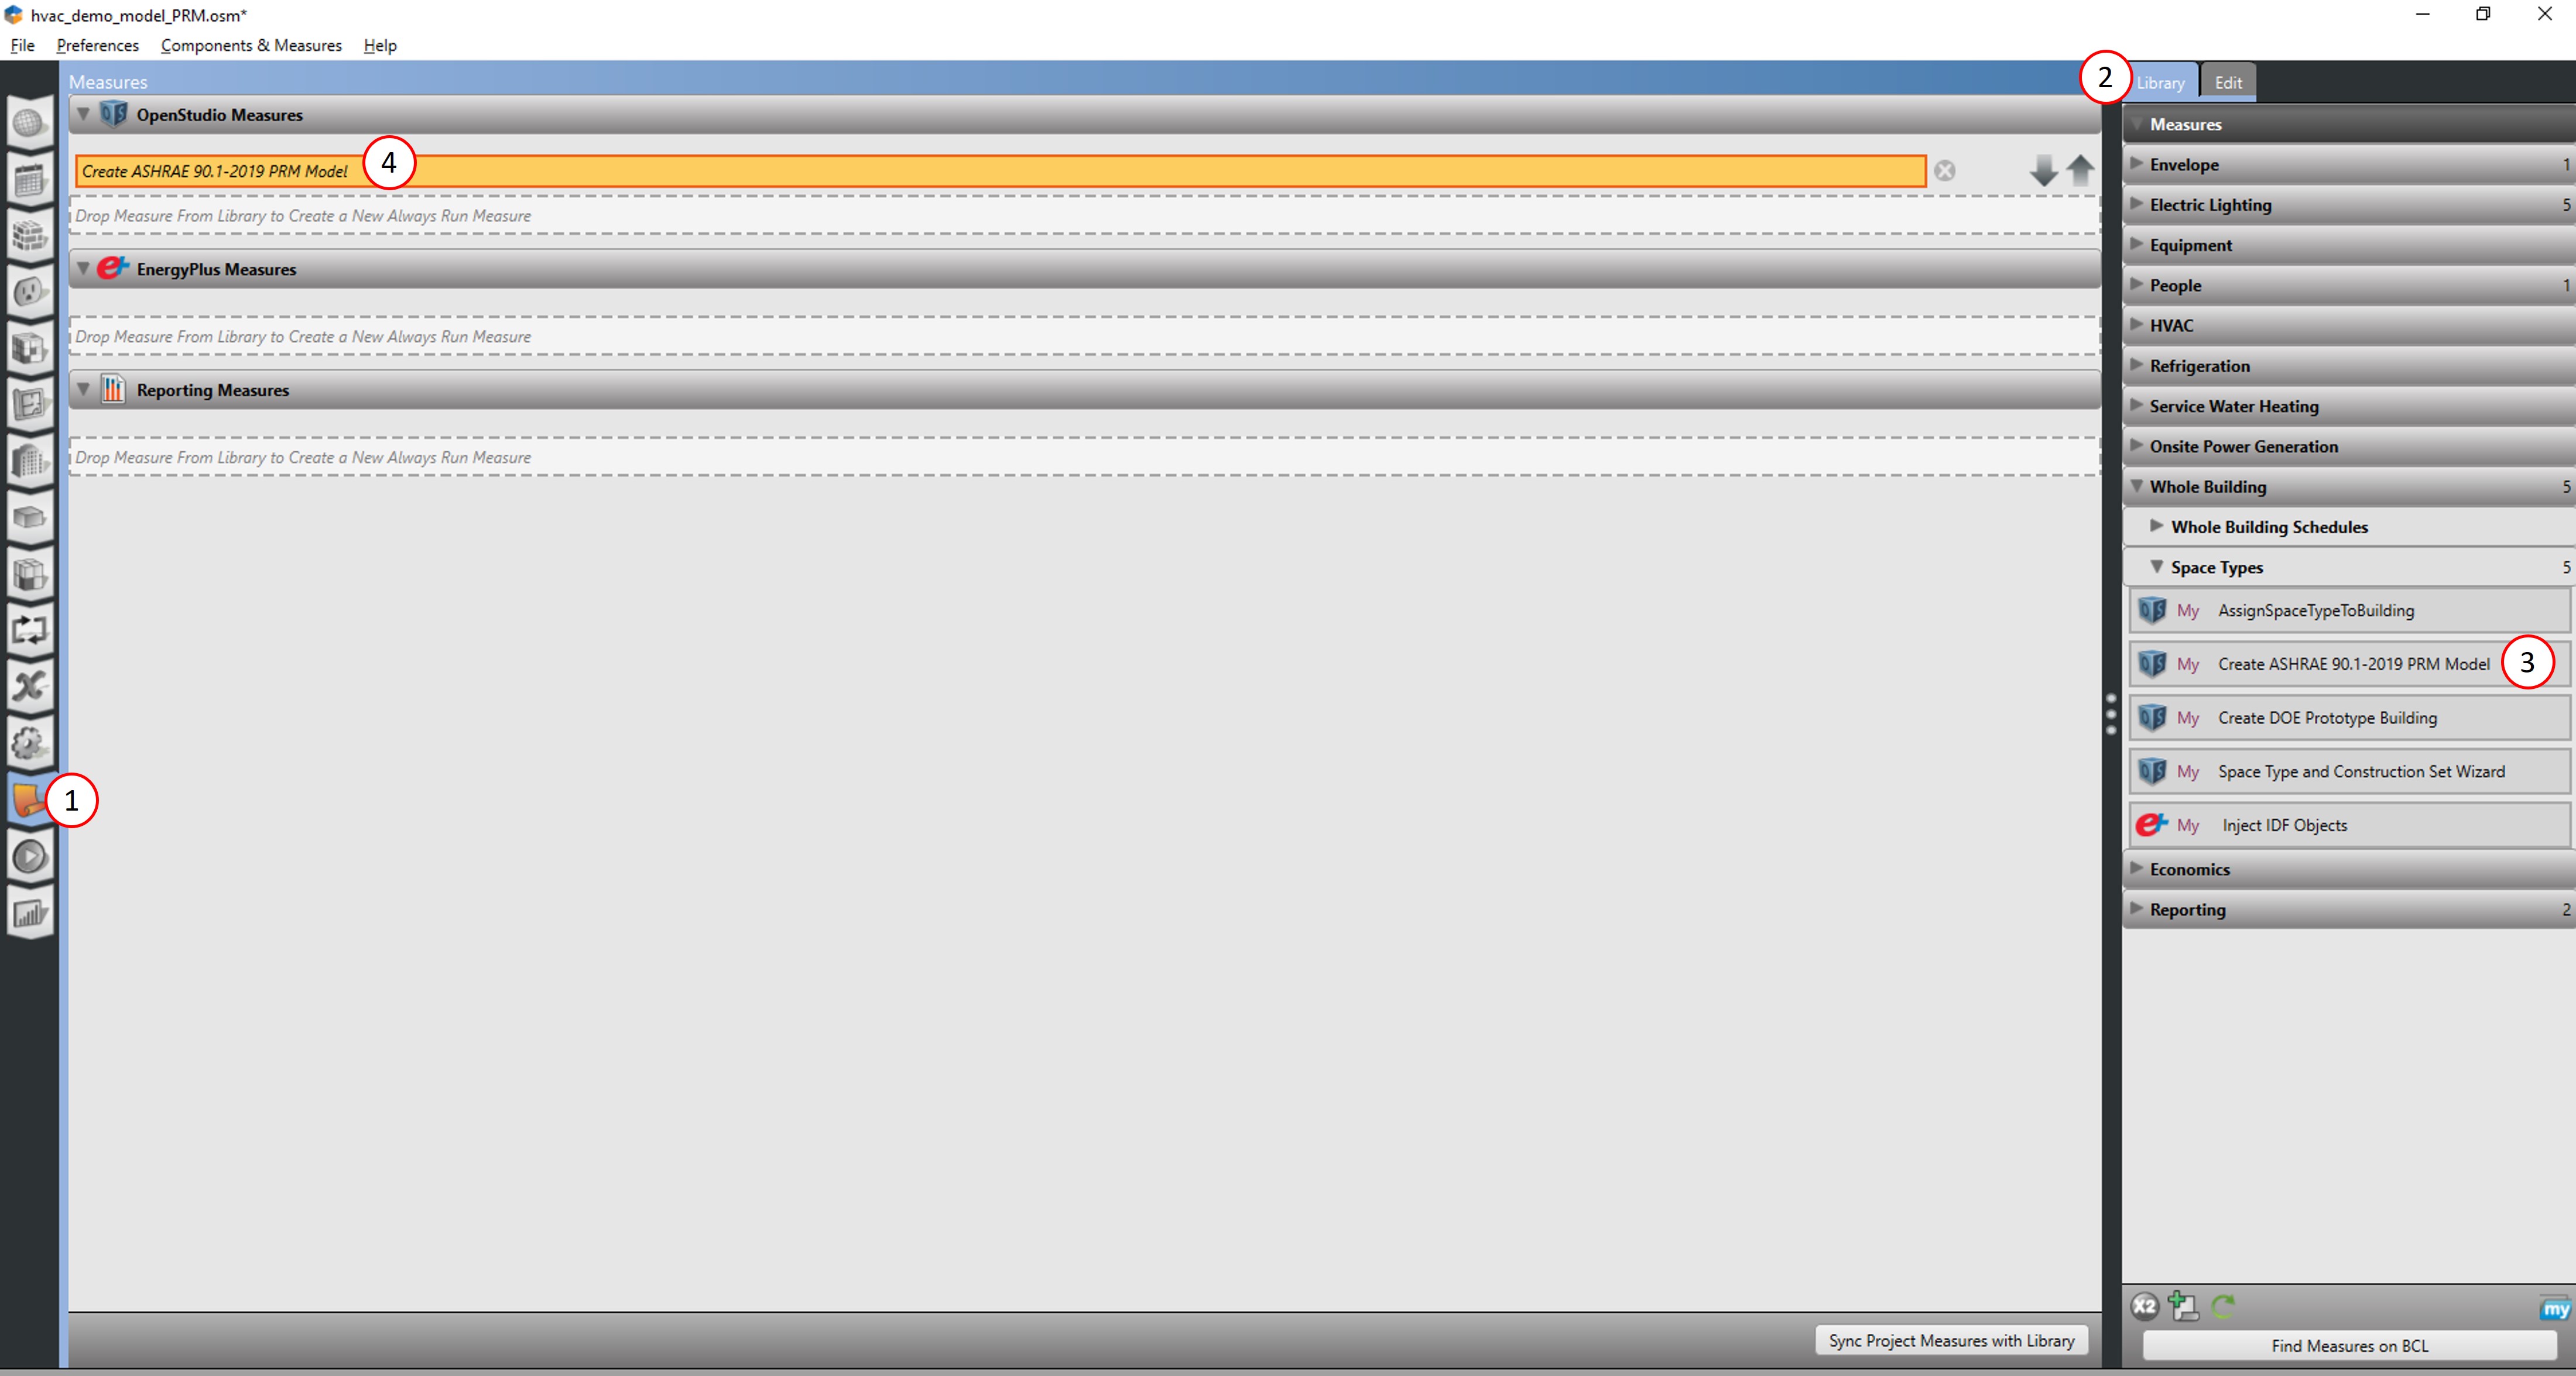 hvac_demo_model_PRM.osm*
File Preferences Components & Measures Help
Measures
2
Library Edit
OpenStudio Measures
4
Create ASHRAE 90.1-2019 PRM Model
Drop Measure From Library to Create a New Always Run Measure
EnergyPlus Measures
Drop Measure From Library to Create a New Always Run Measure
Reporting Measures
Drop Measure From Library to Create a New Always Run Measure
1
Sync Project Measures with Library
Measures
Envelope 1
Electric Lighting 5
Equipment
People 1
HVAC
Refrigeration
Service Water Heating
Onsite Power Generation
Whole Building 5
Whole Building Schedules
Space Types 5
My AssignSpaceTypeToBuilding
My Create ASHRAE 90.1-2019 PRM Model 3
My Create DOE Prototype Building
My Space Type and Construction Set Wizard
My Inject IDF Objects
Economics
Reporting 2
X2 my
Find Measures on BCL